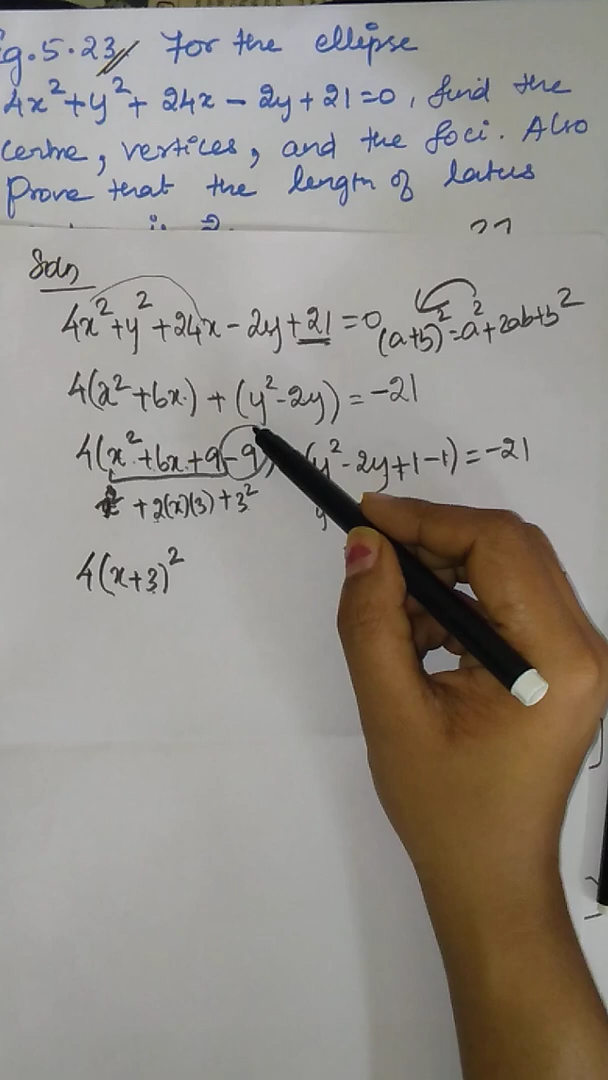 g.5.23 For the ellipse
4x²+y²+24x-2y+21=0, find the
centre, vertices, and the foci. Also
Prove that the length of latus
is 2.
Soln
4x²+y²+24x-2y+21=0
(a+b)²=a²+2ab+b²
4(x²+6x)+(y²-2y)=-21
4(x²+6x+9-9) (y²-2y+1-1)=-21
+2(x)(3)+3²
y
4(x+3)²